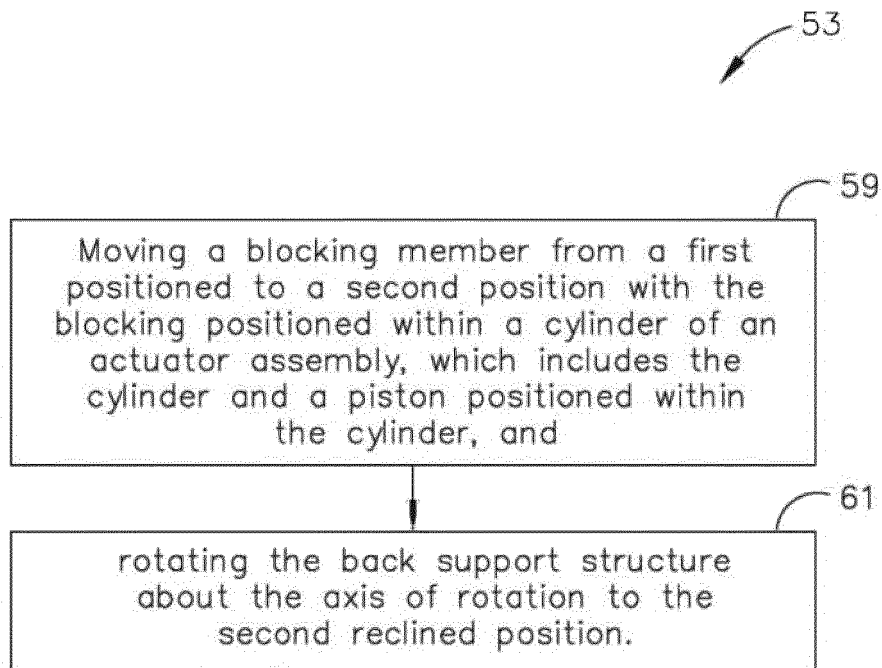 53
59
Moving a blocking member from a first
positioned to a second position with the
blocking positioned within a cylinder of an
actuator assembly, which includes the
cylinder and a piston positioned within
the cylinder, and
61
rotating the back support structure
about the axis of rotation to the
second reclined position.